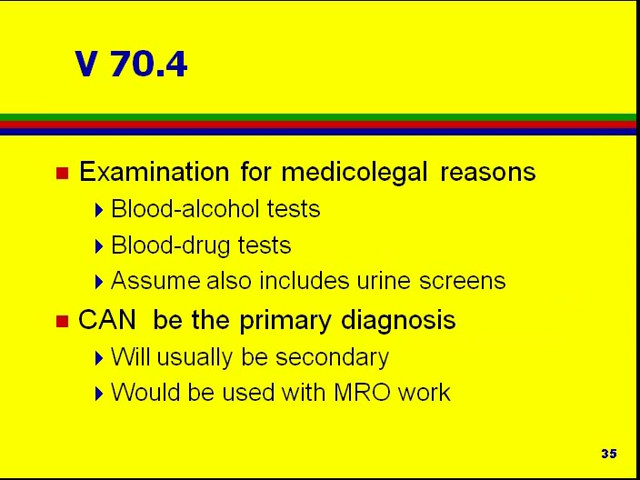 V 70.4
Examination for medicolegal reasons
Blood-alcohol tests
Blood-drug tests
Assume also includes urine screens
CAN be the primary diagnosis
Will usually be secondary
Would be used with MRO work
35